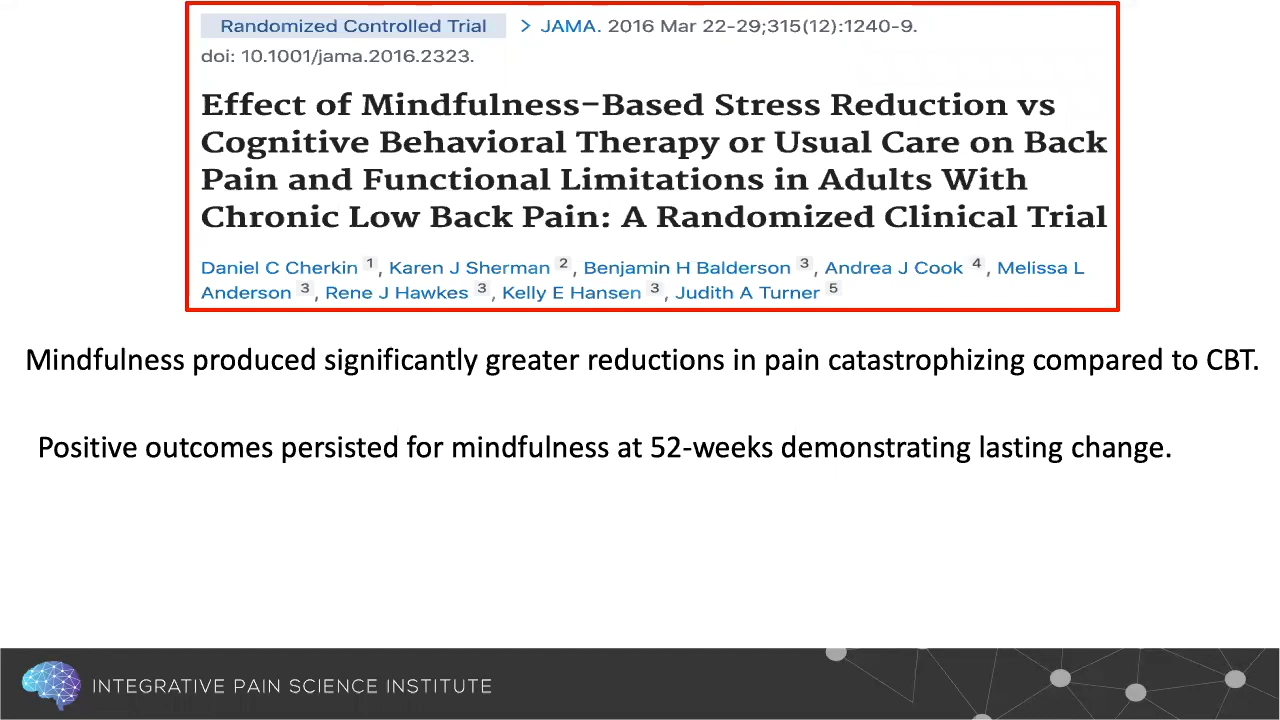 Randomized Controlled Trial > JAMA. 2016 Mar 22-29;315(12):1240-9.
doi: 10.1001/jama.2016.2323.
Effect of Mindfulness-Based Stress Reduction vs
Cognitive Behavioral Therapy or Usual Care on Back
Pain and Functional Limitations in Adults With
Chronic Low Back Pain: A Randomized Clinical Trial
Daniel C Cherkin 1, Karen J Sherman 2, Benjamin H Balderson 3, Andrea J Cook 4, Melissa L
Anderson 3, Rene J Hawkes 3, Kelly E Hansen 3, Judith A Turner 5
Mindfulness produced significantly greater reductions in pain catastrophizing compared to CBT.
Positive outcomes persisted for mindfulness at 52-weeks demonstrating lasting change.
INTEGRATIVE PAIN SCIENCE INSTITUTE